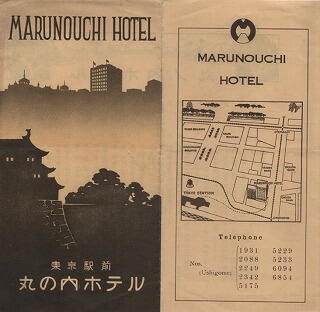 MARUNOUCHI HOTEL
東京駅前
丸の内ホテル
MARUNOUCHI
HOTEL
TOKYO STATION
Telephone
Nos.
(Ushigome)
1931 5229
2088 5233
2249 6094
2342 6854
5175